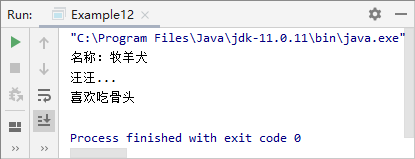 Run: Example12
"C:\Program Files\Java\jdk-11.0.11\bin\java.exe"
名称：牧羊犬
汪汪...
喜欢吃骨头
Process finished with exit code 0